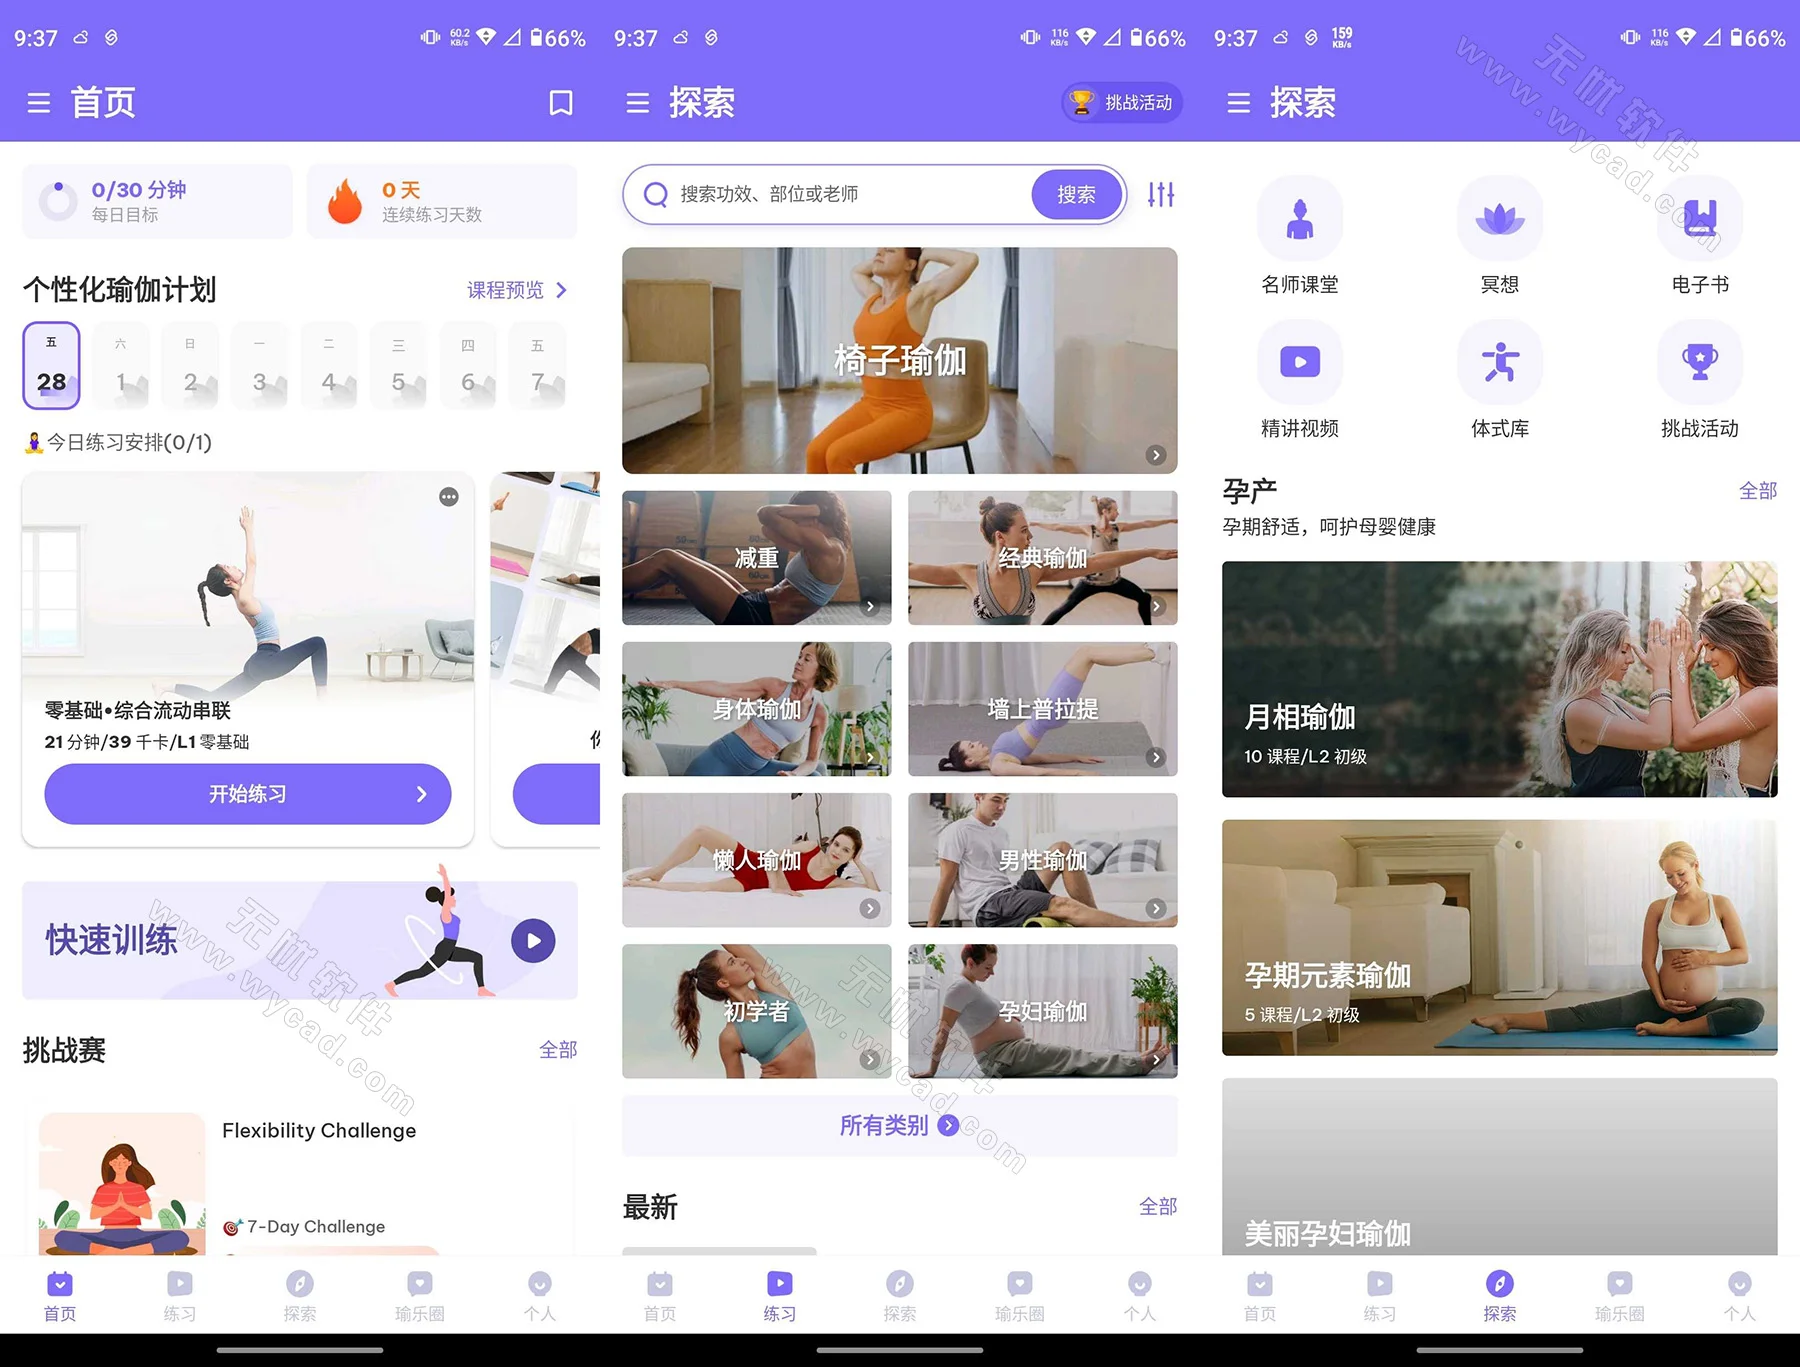 9:37
60.2
KB/s
66%
首页
0/30 分钟
每日目标
0 天
连续练习天数
个性化瑜伽计划
课程预览
五 六 日 一 二 三 四 五
28 1 2 3 4 5 6 7
今日练习安排(0/1)
零基础•综合流动串联
21 分钟/39 千卡/L1 零基础
开始练习
快速训练
挑战赛
全部
Flexibility Challenge
7-Day Challenge
首页 练习 探索 瑜乐圈 个人
无忧软件
www.wycad.com
9:37
116
KB/s
66%
探索
挑战活动
搜索功效、部位或老师
搜索
椅子瑜伽
减重
经典瑜伽
身体瑜伽
墙上普拉提
懒人瑜伽
男性瑜伽
初学者
孕妇瑜伽
所有类别
最新
全部
首页 练习 探索 瑜乐圈 个人
无忧软件
www.wycad.com
9:37
159
KB/s
116
KB/s
66%
探索
名师课堂
冥想
电子书
精讲视频
体式库
挑战活动
孕产
全部
孕期舒适，呵护母婴健康
月相瑜伽
10 课程/L2 初级
孕期元素瑜伽
5 课程/L2 初级
美丽孕妇瑜伽
首页 练习 探索 瑜乐圈 个人
无忧软件
www.wycad.com